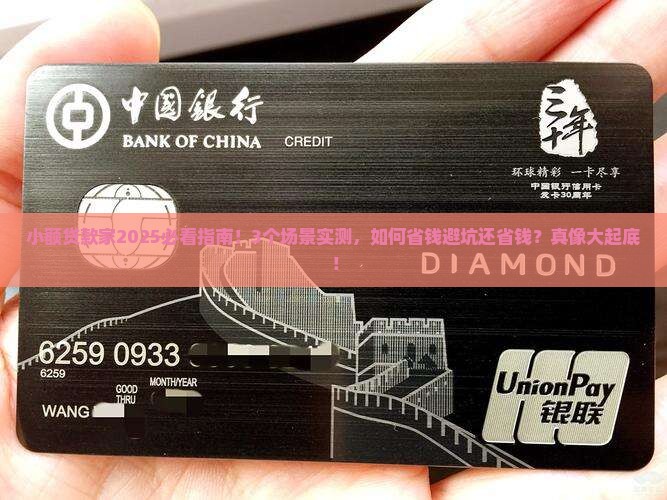 中国銀行
BANK OF CHINA
CREDIT
三十年
环球精彩 一卡尽享
中国银行信用卡
发卡30周年
小额贷款家2025必看指南！3个场景实测，如何省钱避坑还省钱？真像大起底
！
DIAMOND
6259 0933
6259
GOOD
THRU
MONTH/YEAR
WANG
UnionPay
银联